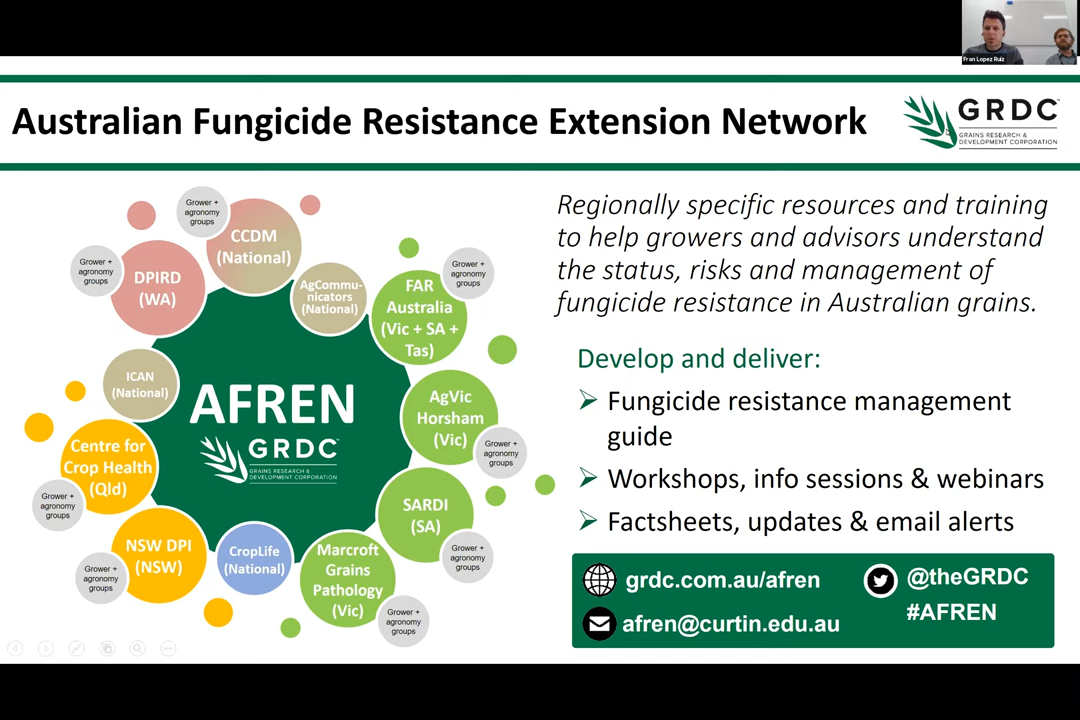 Fran Lopez Ruiz
Australian Fungicide Resistance Extension Network
GRDC™
GRAINS RESEARCH &
DEVELOPMENT CORPORATION
Grower +
agronomy
groups
CCDM
(National)
Grower +
agronomy
groups
DPIRD
(WA)
AgCommu-
nicators
(National)
FAR
Australia
(Vic + SA +
Tas)
Grower +
agronomy
groups
ICAN
(National)
AFREN
GRDC™
GRAINS RESEARCH &
DEVELOPMENT CORPORATION
AgVic
Horsham
(Vic)
Grower +
agronomy
groups
Centre for
Crop Health
(Qld)
Grower +
agronomy
groups
SARDI
(SA)
Grower +
agronomy
groups
NSW DPI
(NSW)
Grower +
agronomy
groups
CropLife
(National)
Marcroft
Grains
Pathology
(Vic)
Grower +
agronomy
groups
Regionally specific resources and training
to help growers and advisors understand
the status, risks and management of
fungicide resistance in Australian grains.
Develop and deliver:
➢ Fungicide resistance management
guide
➢ Workshops, info sessions & webinars
➢ Factsheets, updates & email alerts
grdc.com.au/afren
afren@curtin.edu.au
@theGRDC
#AFREN